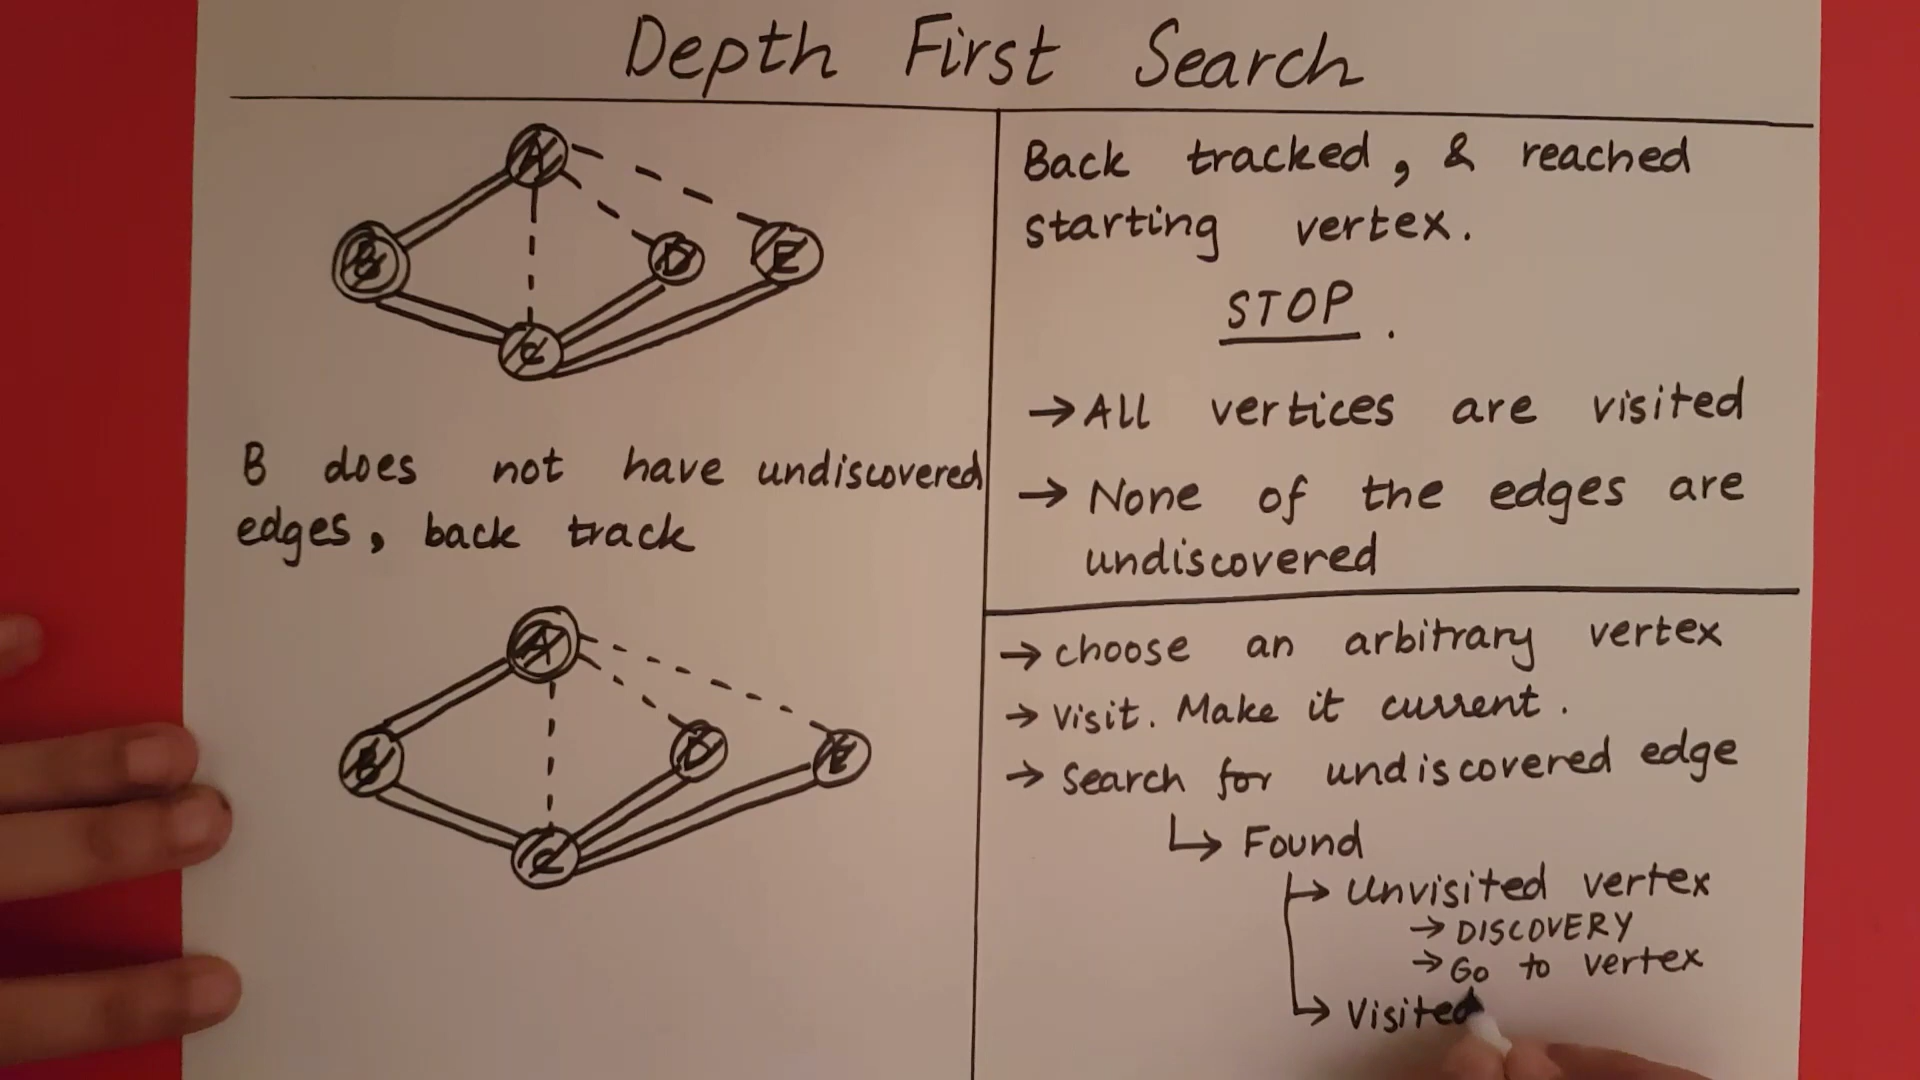 Depth First Search
A
B
D
E
C
B does not have undiscovered
edges, back track
A
B
D
E
C
Back tracked, & reached
starting vertex.
STOP.
→ All vertices are visited
→ None of the edges are
undiscovered
→ choose an arbitrary vertex
→ visit. Make it current.
→ Search for undiscovered edge
↳ Found
→ Unvisited vertex
→ DISCOVERY
→ Go to vertex
→ Visited